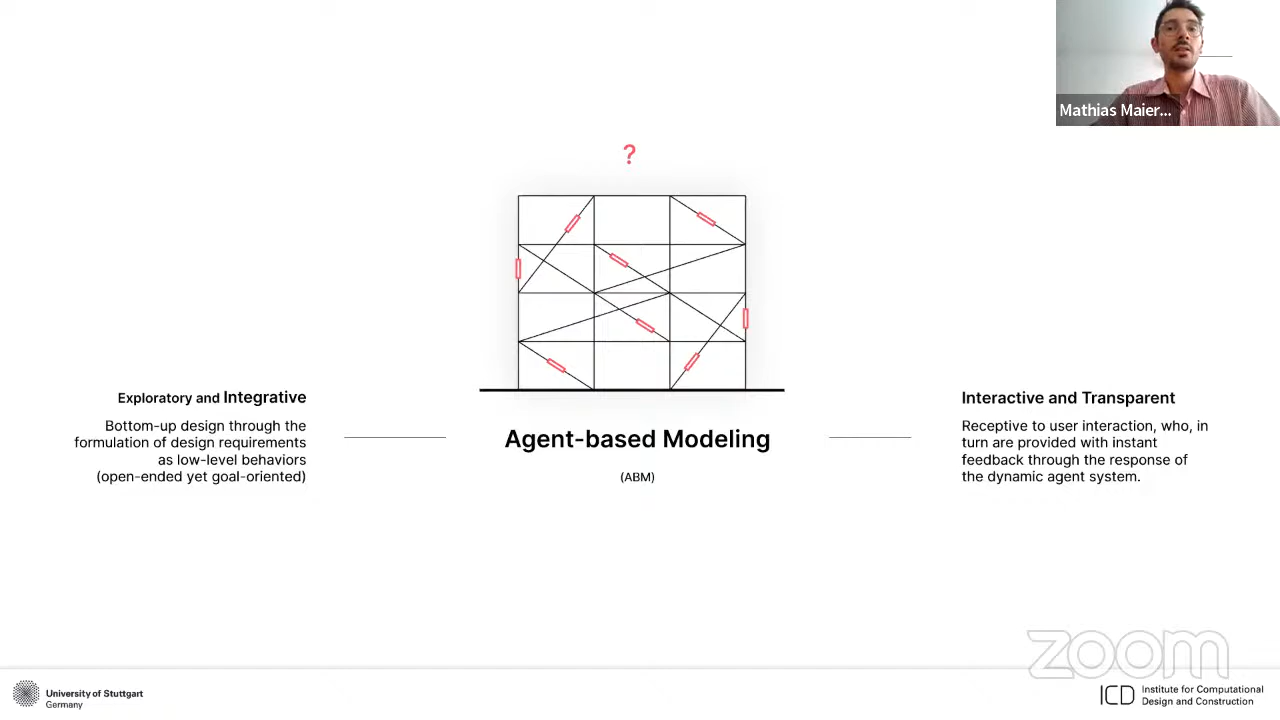 Mathias Maier...
?
Exploratory and Integrative
Bottom-up design through the
formulation of design requirements
as low-level behaviors
(open-ended yet goal-oriented)
Agent-based Modeling
(ABM)
Interactive and Transparent
Receptive to user interaction, who, in
turn are provided with instant
feedback through the response of
the dynamic agent system.
zoom
University of Stuttgart
Germany
ICD
Institute for Computational
Design and Construction